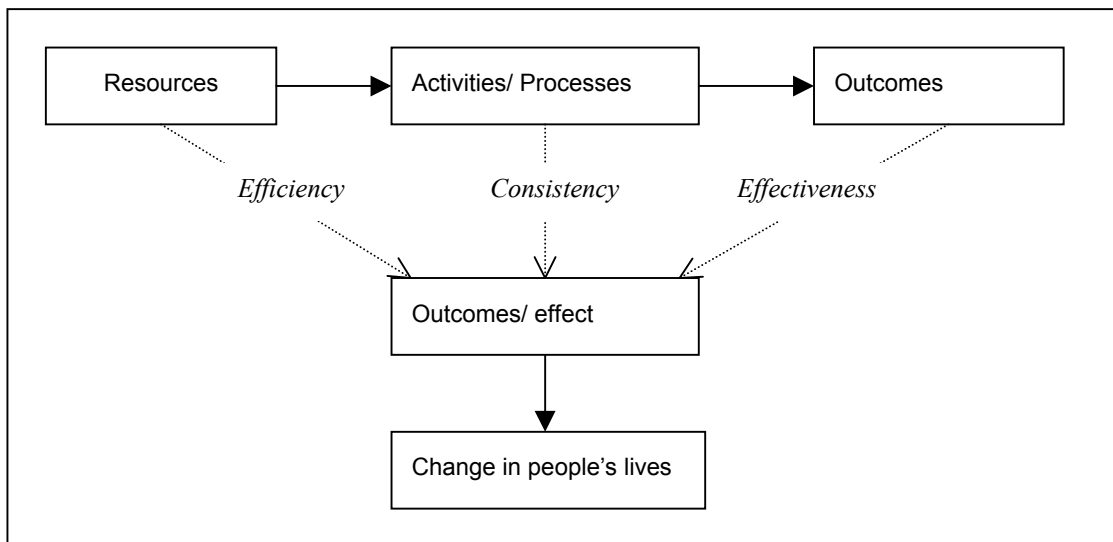 Resources
Activities/ Processes
Outcomes
Efficiency
Consistency
Effectiveness
Outcomes/ effect
Change in people’s lives